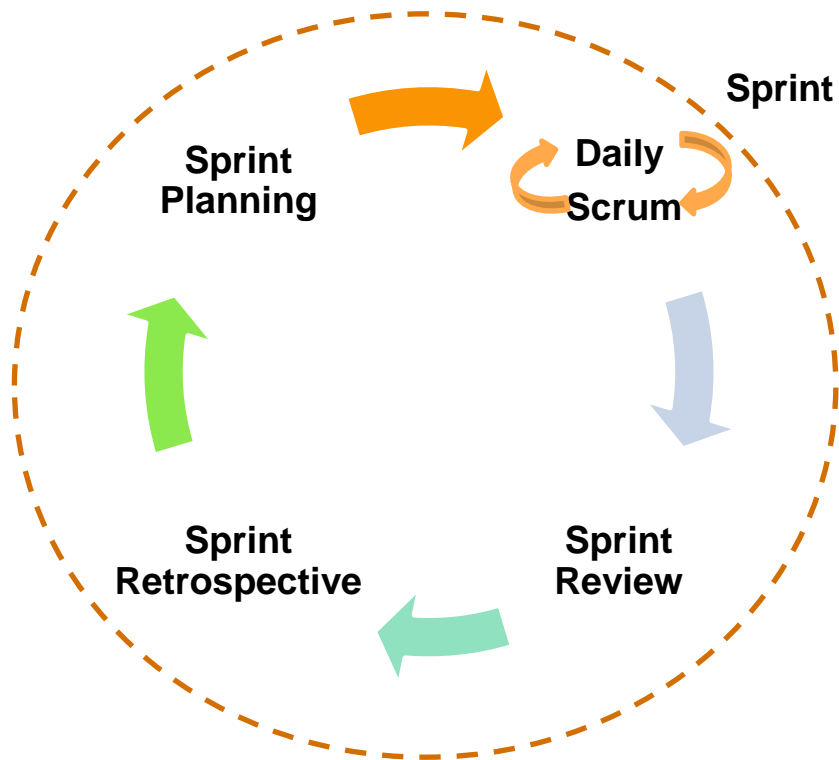 Sprint
Sprint
Planning
Daily
Scrum
Sprint
Review
Sprint
Retrospective